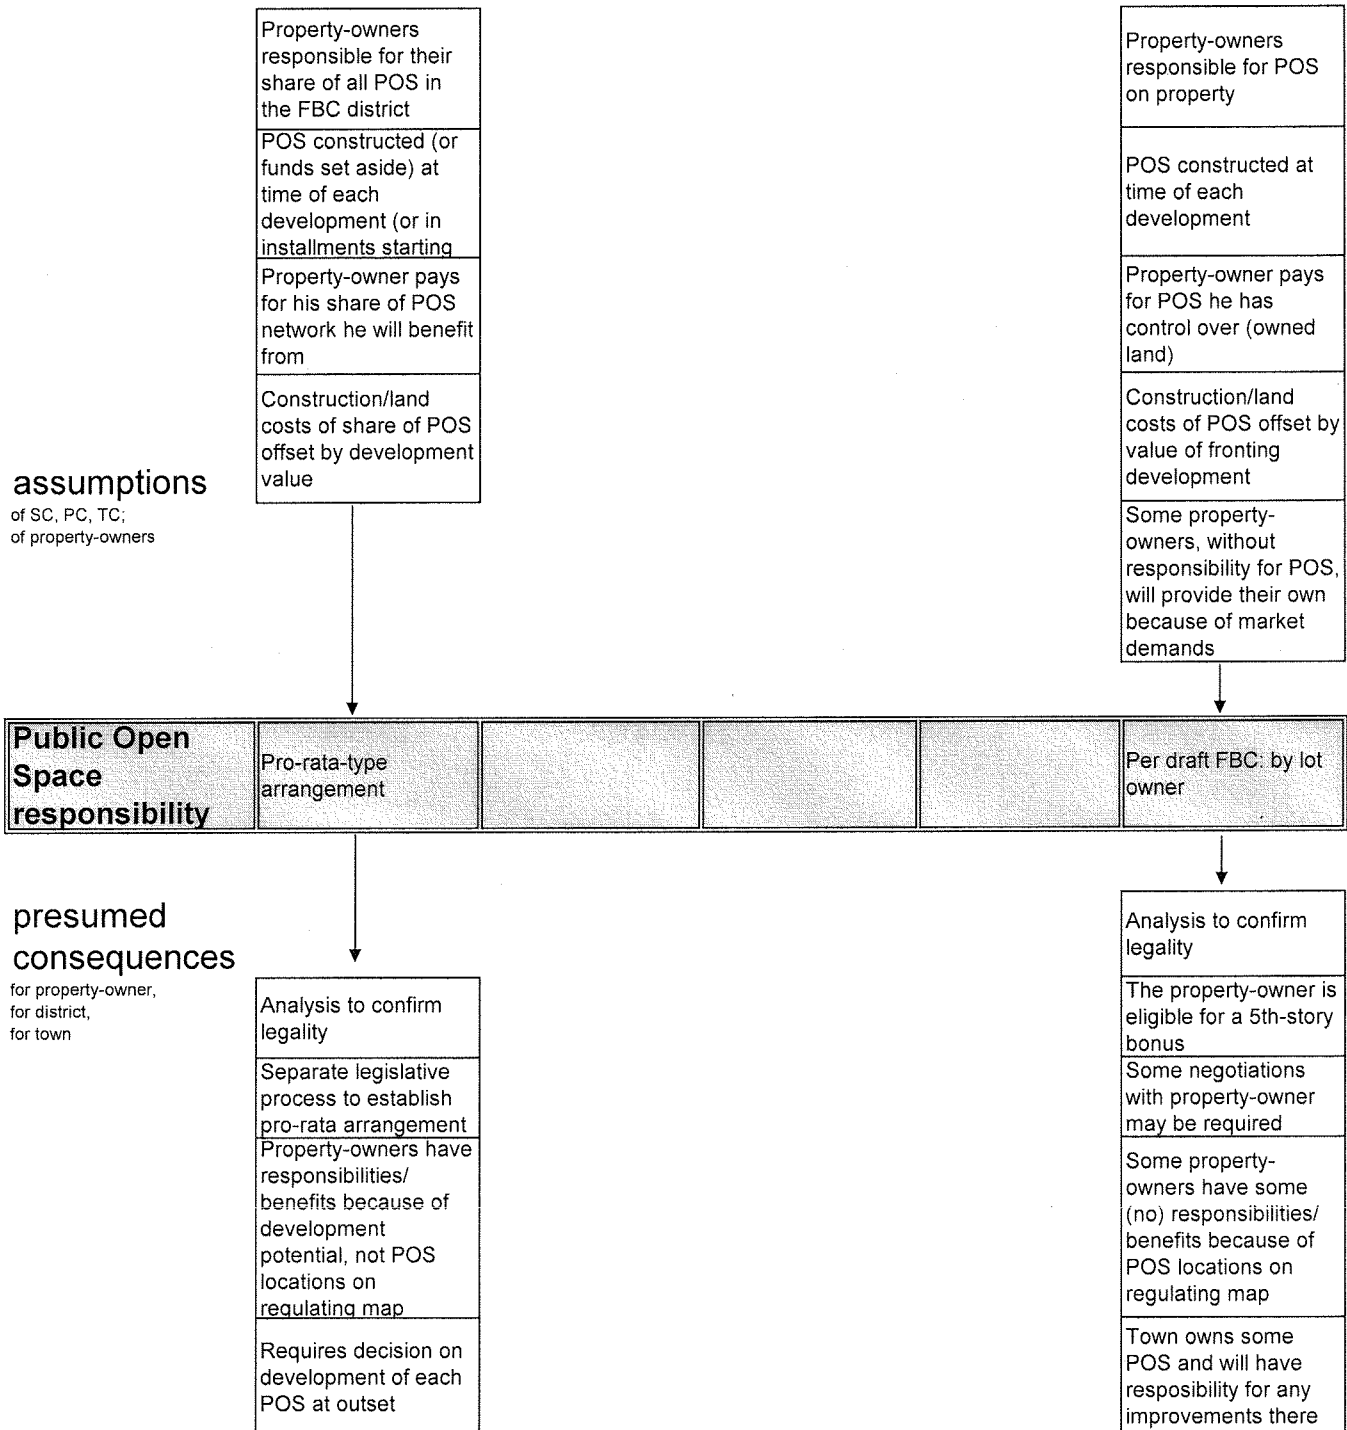 Property-owners
responsible for their
share of all POS in
the FBC district
POS constructed (or
funds set aside) at
time of each
development (or in
installments starting
Property-owner pays
for his share of POS
network he will benefit
from
Construction/land
costs of share of POS
offset by development
value
Property-owners
responsible for POS
on property
POS constructed at
time of each
development
Property-owner pays
for POS he has
control over (owned
land)
Construction/land
costs of POS offset by
value of fronting
development
Some property-
owners, without
responsibility for POS,
will provide their own
because of market
demands
assumptions
of SC, PC, TC;
of property-owners
Public Open
Space
responsibility
Pro-rata-type
arrangement
Per draft FBC: by lot
owner
presumed
consequences
for property-owner,
for district,
for town
Analysis to confirm
legality
Separate legislative
process to establish
pro-rata arrangement
Property-owners have
responsibilities/
benefits because of
development
potential, not POS
locations on
regulating map
Requires decision on
development of each
POS at outset
Analysis to confirm
legality
The property-owner is
eligible for a 5th-story
bonus
Some negotiations
with property-owner
may be required
Some property-
owners have some
(no) responsibilities/
benefits because of
POS locations on
regulating map
Town owns some
POS and will have
resposibility for any
improvements there